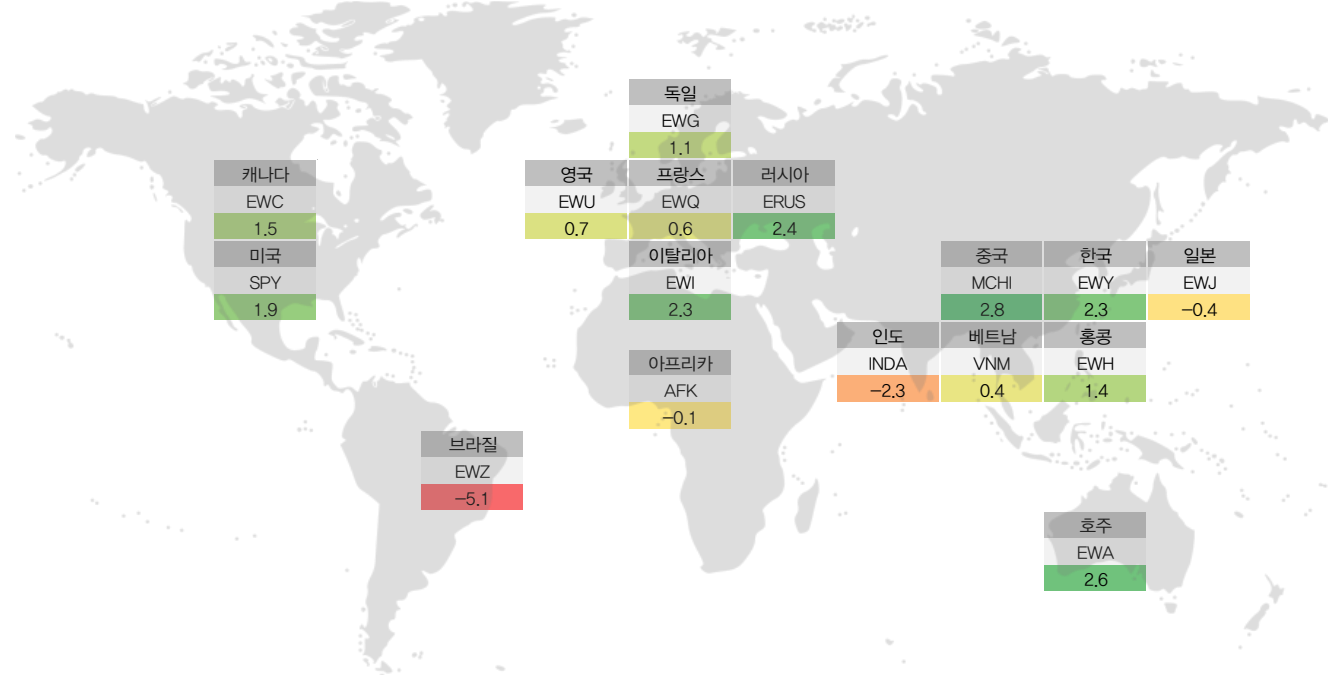 독일
EWG
1.1
캐나다
EWC
1.5
영국
EWU
0.7
프랑스
EWQ
0.6
러시아
ERUS
2.4
미국
SPY
1.9
이탈리아
EWI
2.3
중국
MCHI
2.8
한국
EWY
2.3
일본
EWJ
−0.4
인도
INDA
−2.3
베트남
VNM
0.4
홍콩
EWH
1.4
아프리카
AFK
−0.1
브라질
EWZ
−5.1
호주
EWA
2.6